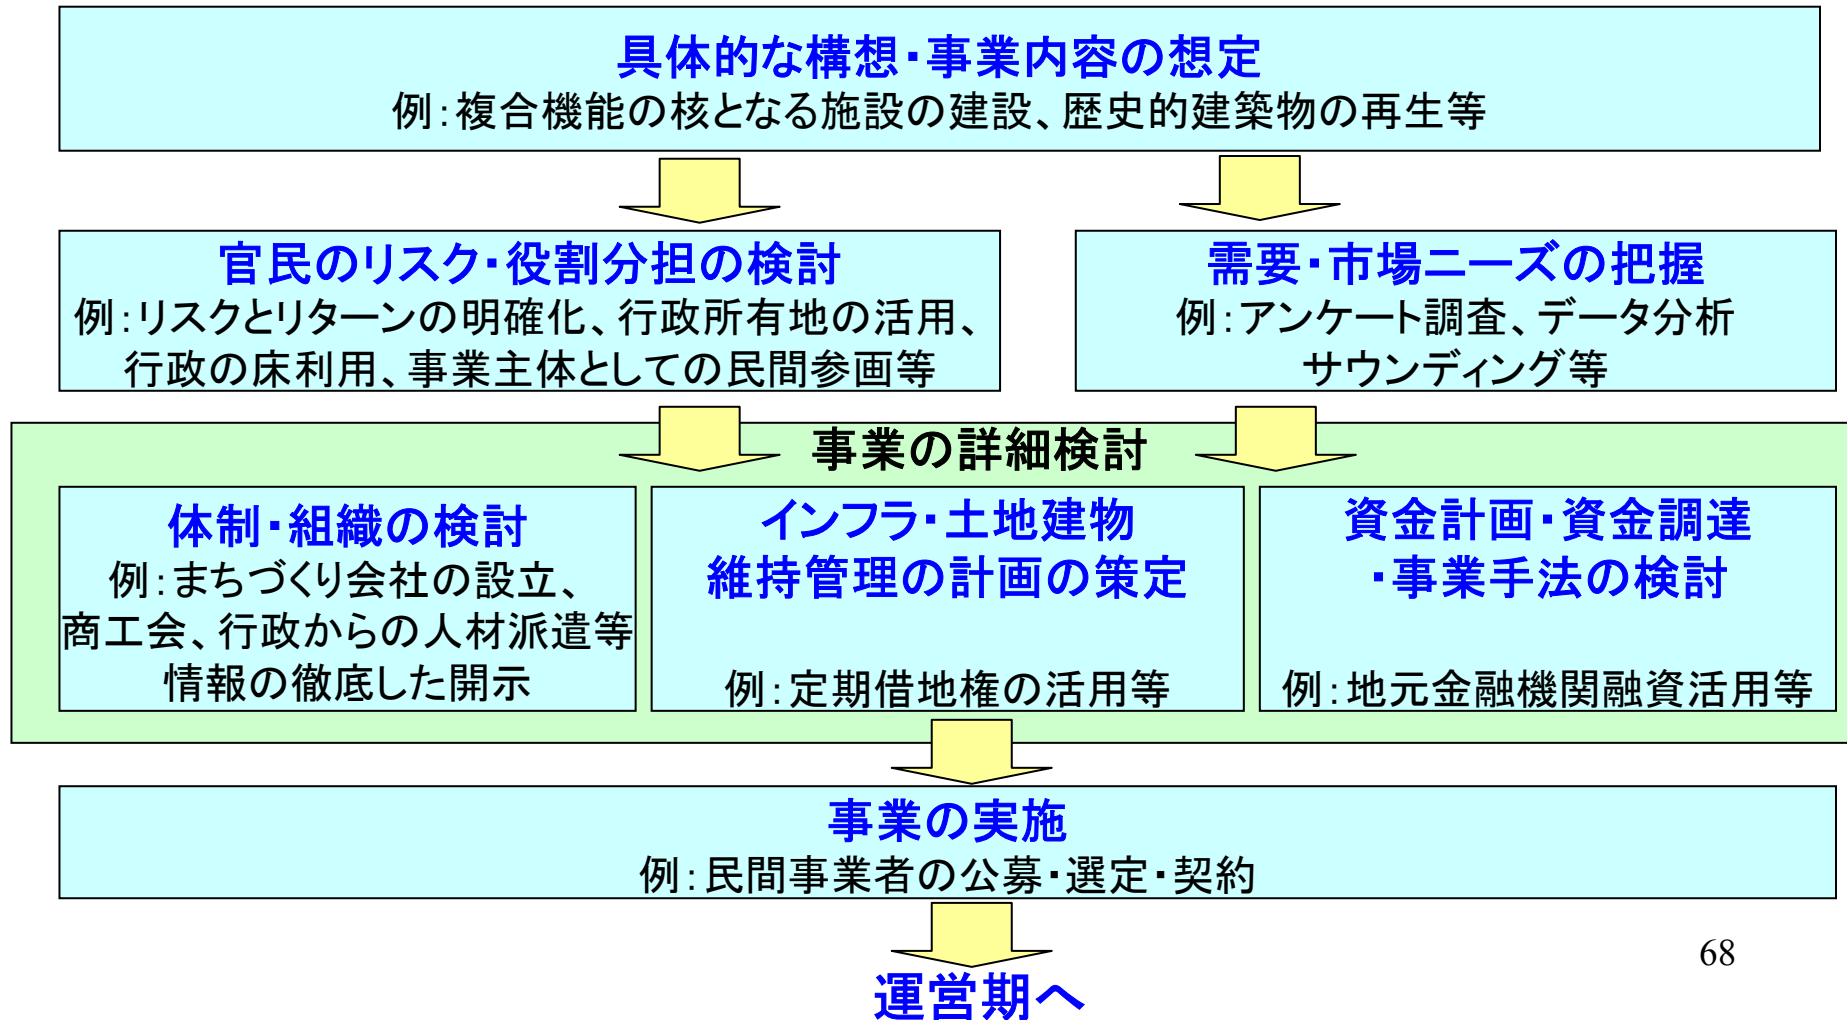 具体的な構想・事業内容の想定
例：複合機能の核となる施設の建設、歴史的建築物の再生等
官民のリスク・役割分担の検討
例：リスクとリターンの明確化、行政所有地の活用、
行政の床利用、事業主体としての民間参画等
需要・市場ニーズの把握
例：アンケート調査、データ分析
サウンディング等
事業の詳細検討
体制・組織の検討
例：まちづくり会社の設立、
商工会、行政からの人材派遣等
情報の徹底した開示
インフラ・土地建物
維持管理の計画の策定
例：定期借地権の活用等
資金計画・資金調達
・事業手法の検討
例：地元金融機関融資活用等
事業の実施
例：民間事業者の公募・選定・契約
運営期へ
68